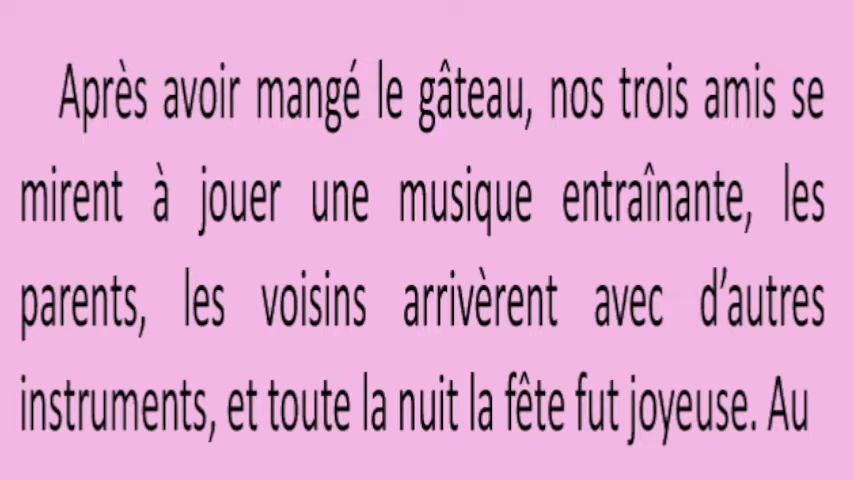 Après avoir mangé le gâteau, nos trois amis se
mirent à jouer une musique entraînante, les
parents, les voisins arrivèrent avec d’autres
instruments, et toute la nuit la fête fut joyeuse. Au